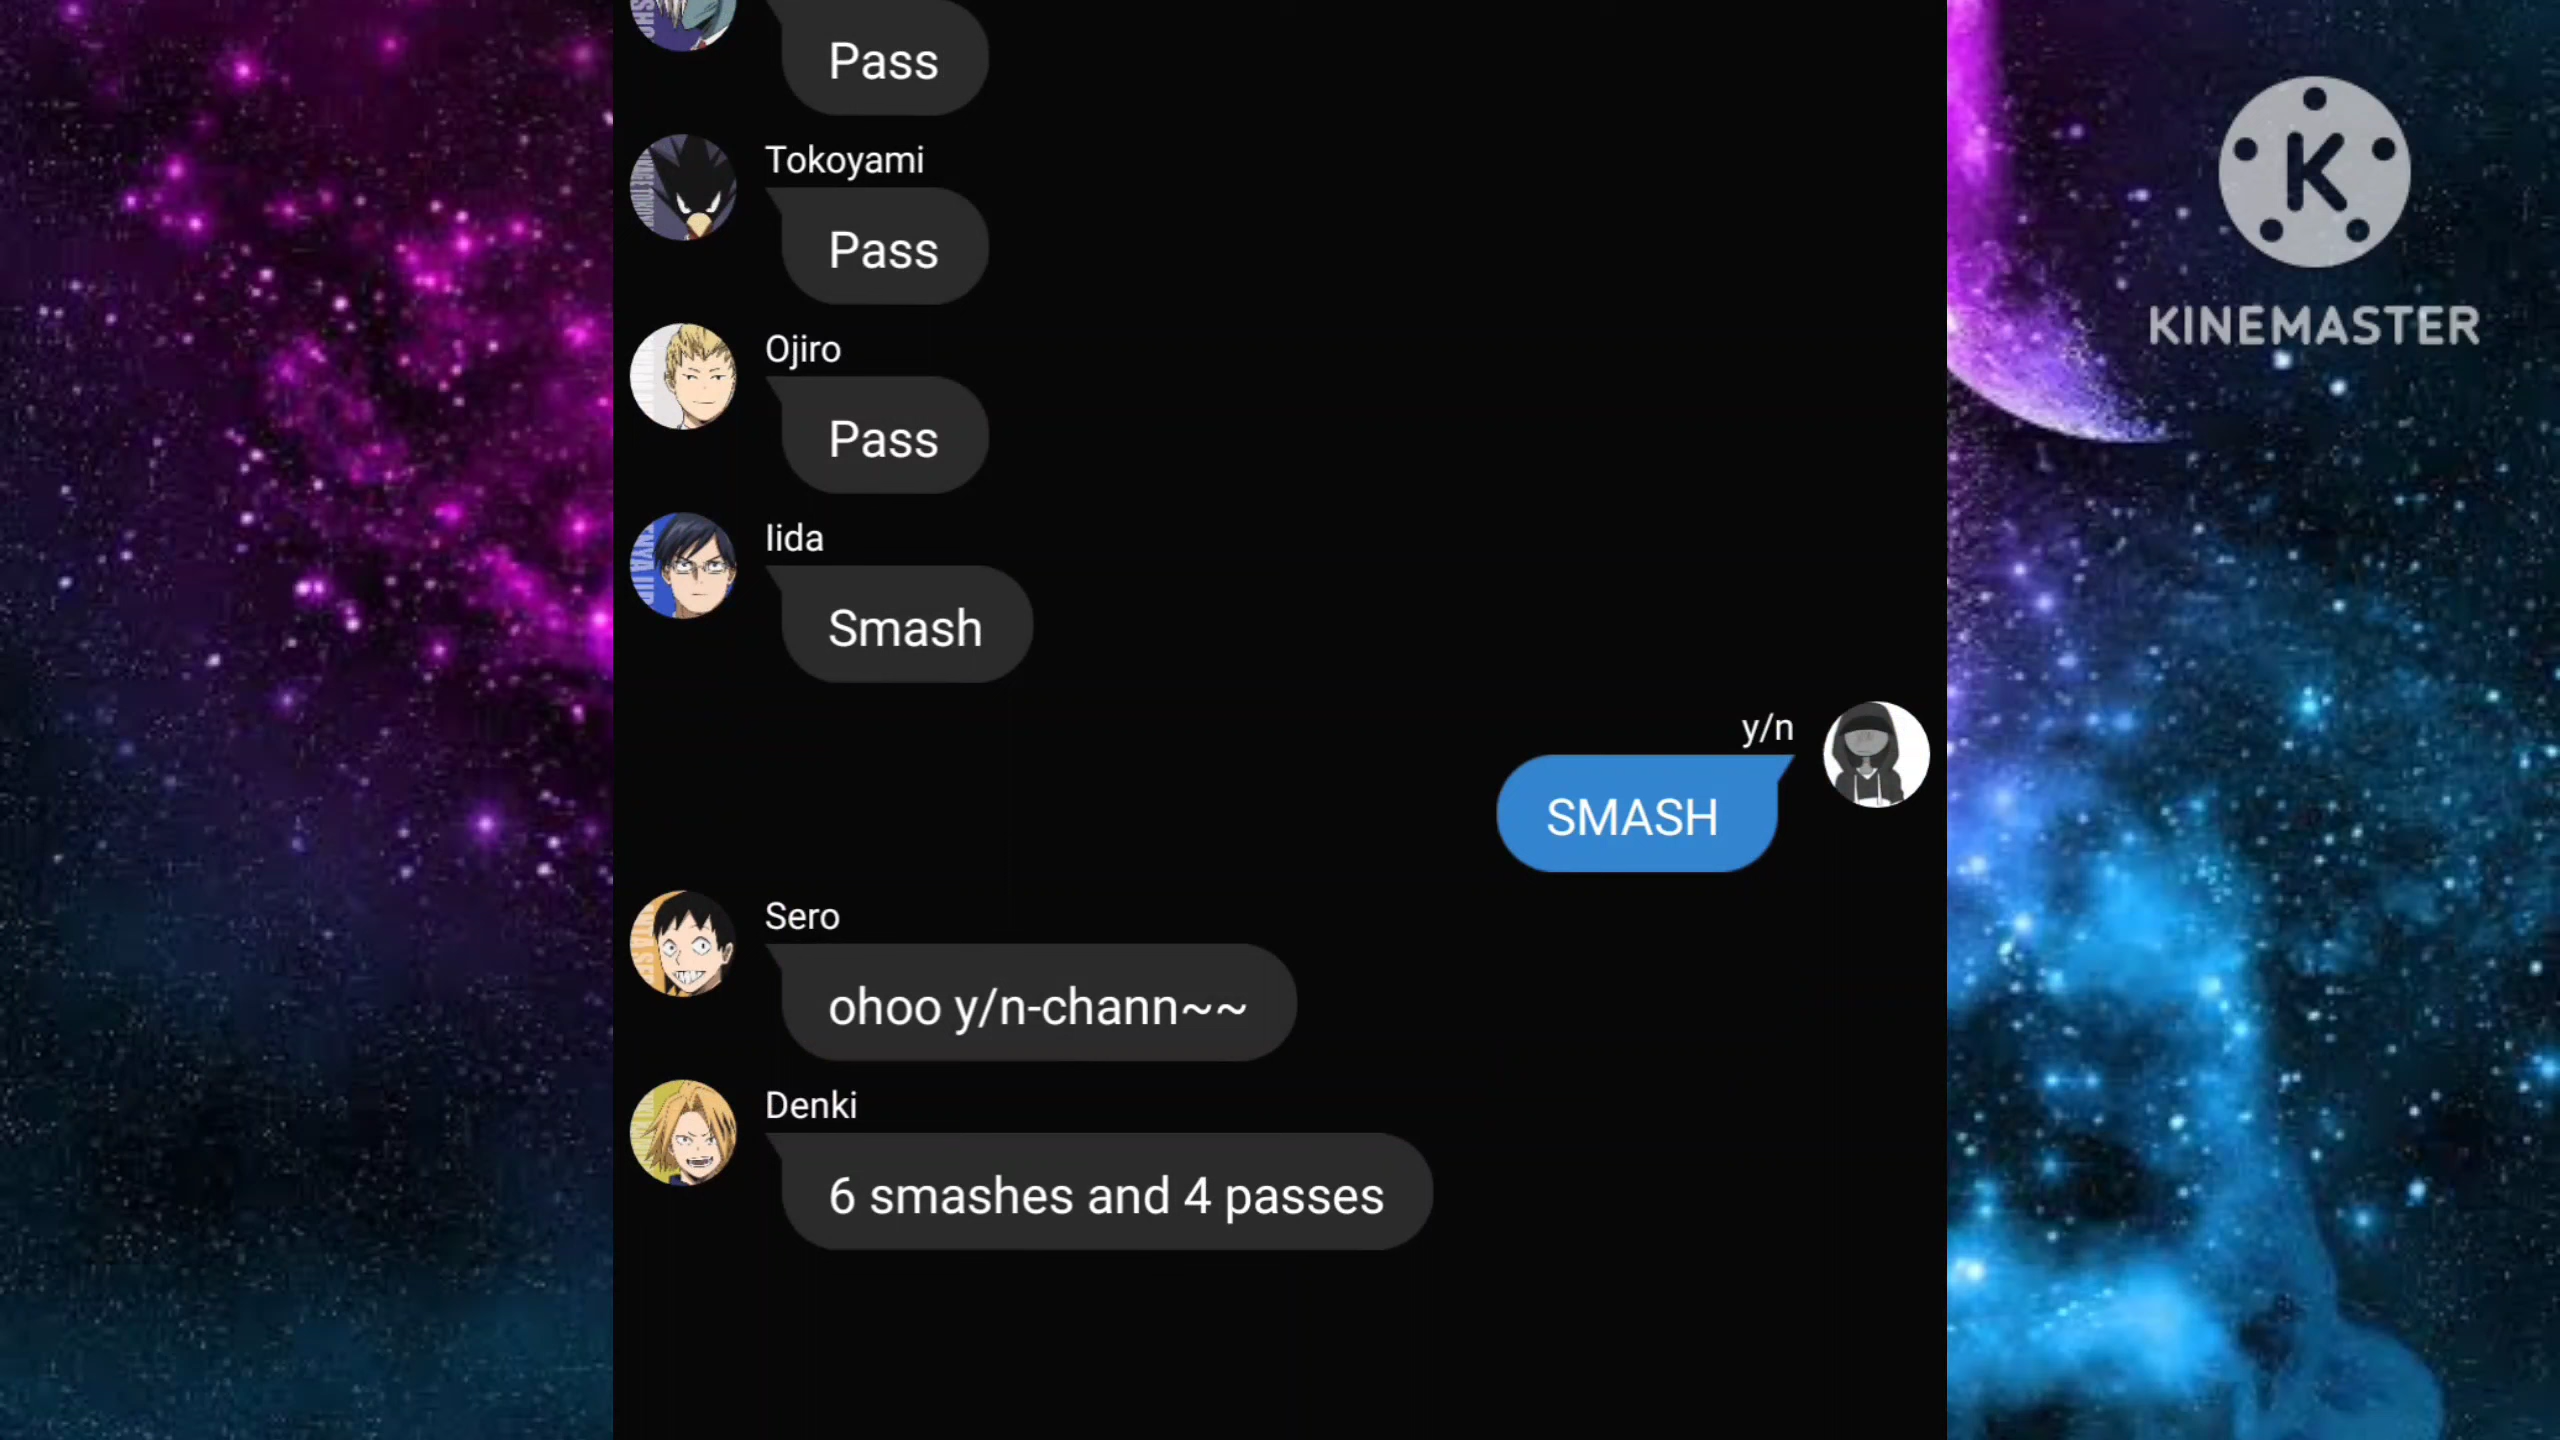 Pass
Tokoyami
Pass
Ojiro
Pass
Iida
Smash
y/n
SMASH
Sero
ohoo y/n-chann~~
Denki
6 smashes and 4 passes
K
KINEMASTER